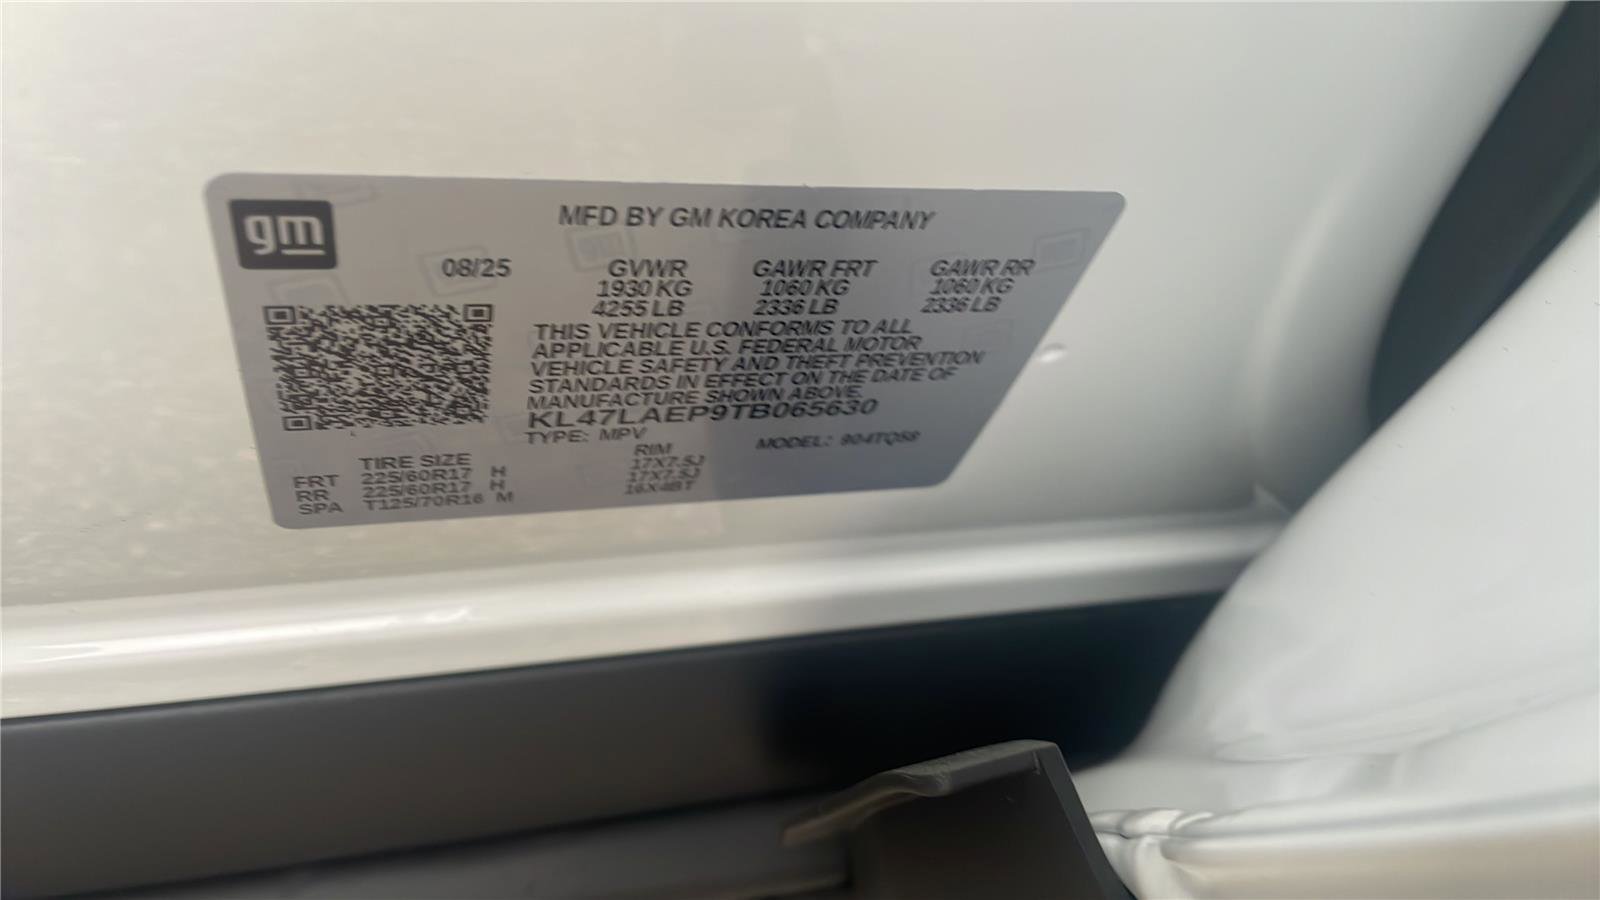 gm
MFD BY GM KOREA COMPANY
08/25 GVWR GAWR FRT GAWR RR
1930 KG 1060 KG 1060 KG
4255 LB 2336 LB 2336 LB
THIS VEHICLE CONFORMS TO ALL
APPLICABLE U.S. FEDERAL MOTOR
VEHICLE SAFETY AND THEFT PREVENTION
STANDARDS IN EFFECT ON THE DATE OF
MANUFACTURE SHOWN ABOVE.
KL47LAEP9TB065630
TYPE: MPV MODEL: 
TIRE SIZE RIM
FRT 225/60R17 H 17X7.5J
RR 225/60R17 H 17X7.5J
SPA T125/70R16 M 16X4BT